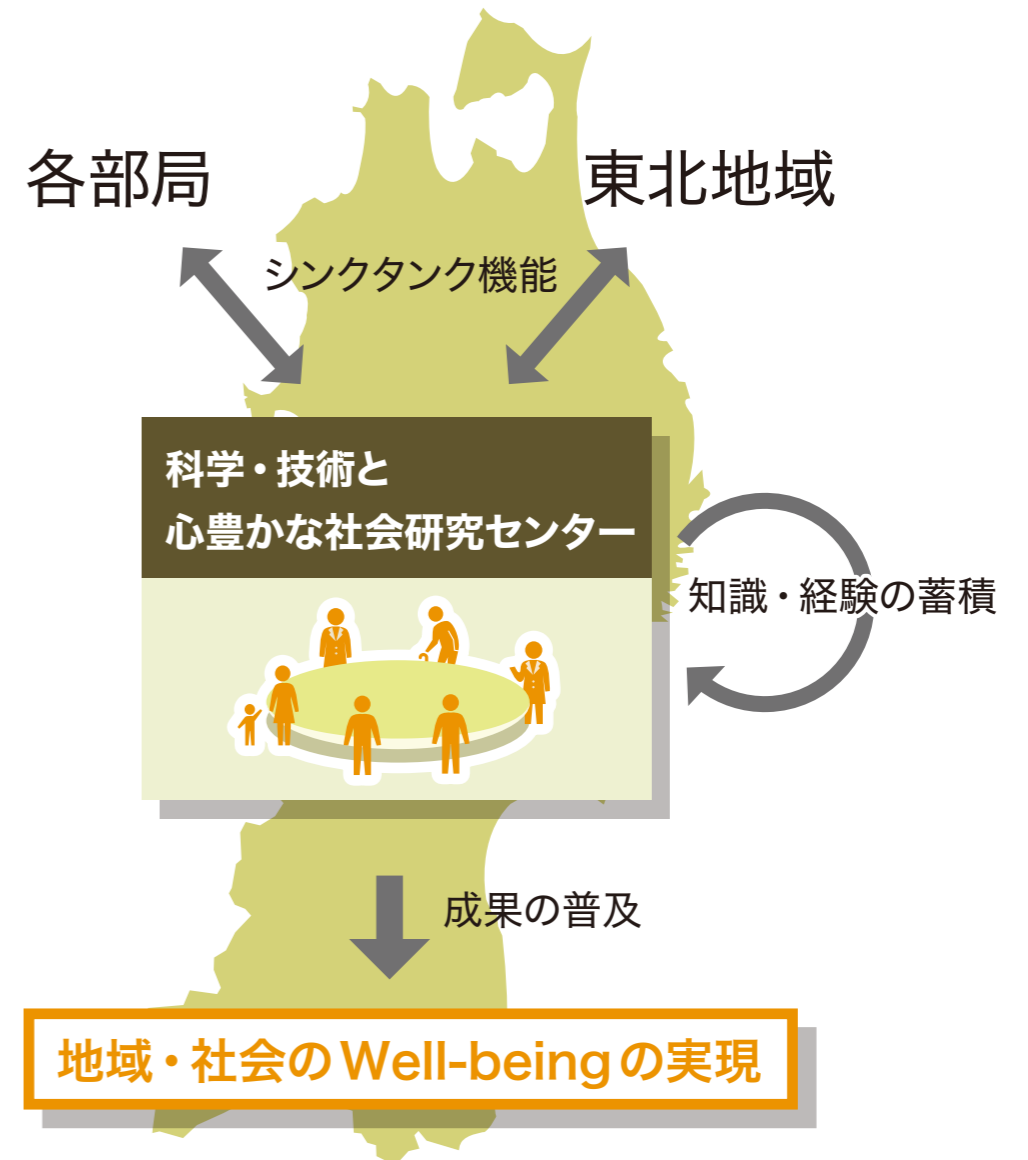 各部局
東北地域
シンクタンク機能
科学・技術と
心豊かな社会研究センター
知識・経験の蓄積
成果の普及
地域・社会のWell-beingの実現